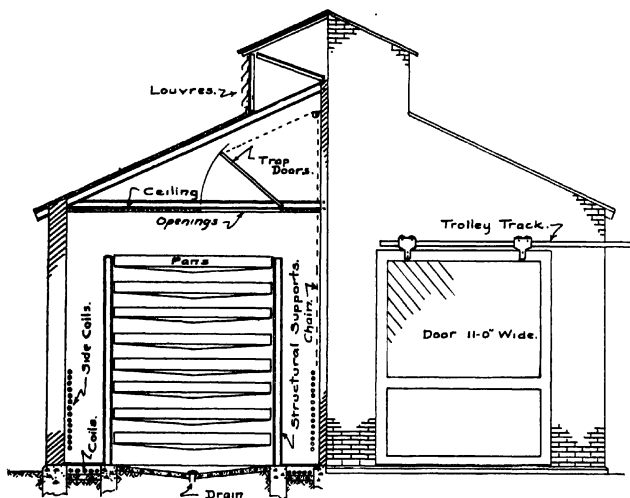 Louvres.
Trap
Doors.
Ceiling
Openings
Trolley Track.
Pans
Side Coils.
Coils.
Structural Supports.
Chain.
Door 11-0" Wide.
Drain